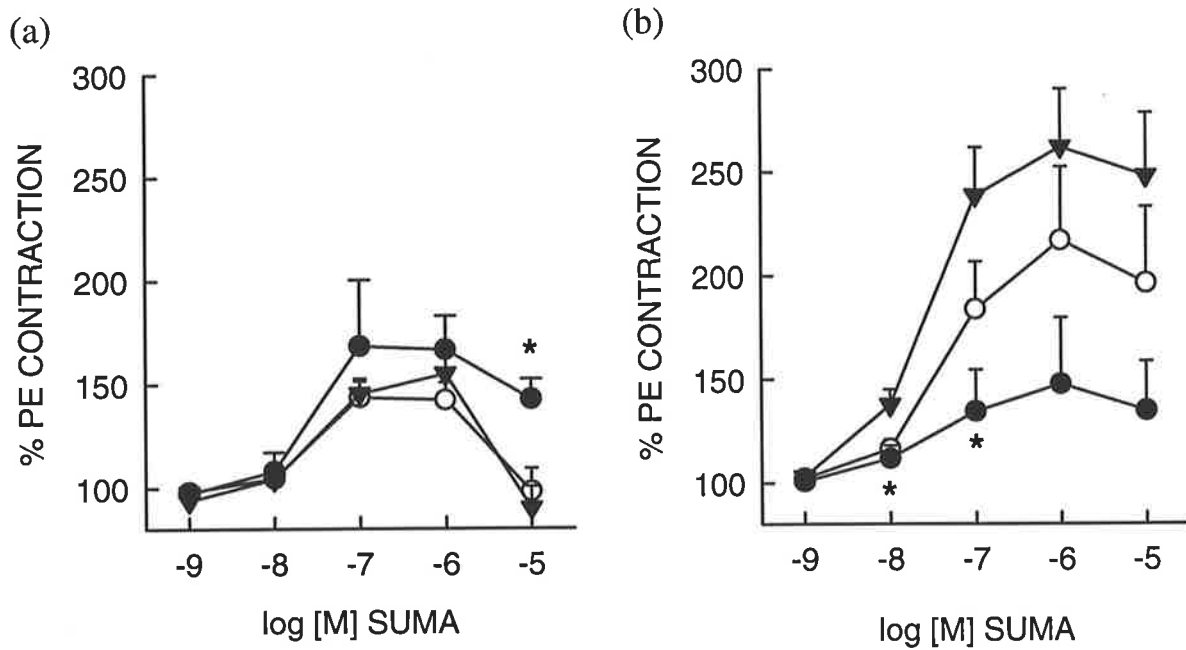 (a)
300
250
200
150
100
% PE CONTRACTION
*
-9 -8 -7 -6 -5
log [M] SUMA
(b)
300
250
200
150
100
% PE CONTRACTION
*
*
-9 -8 -7 -6 -5
log [M] SUMA